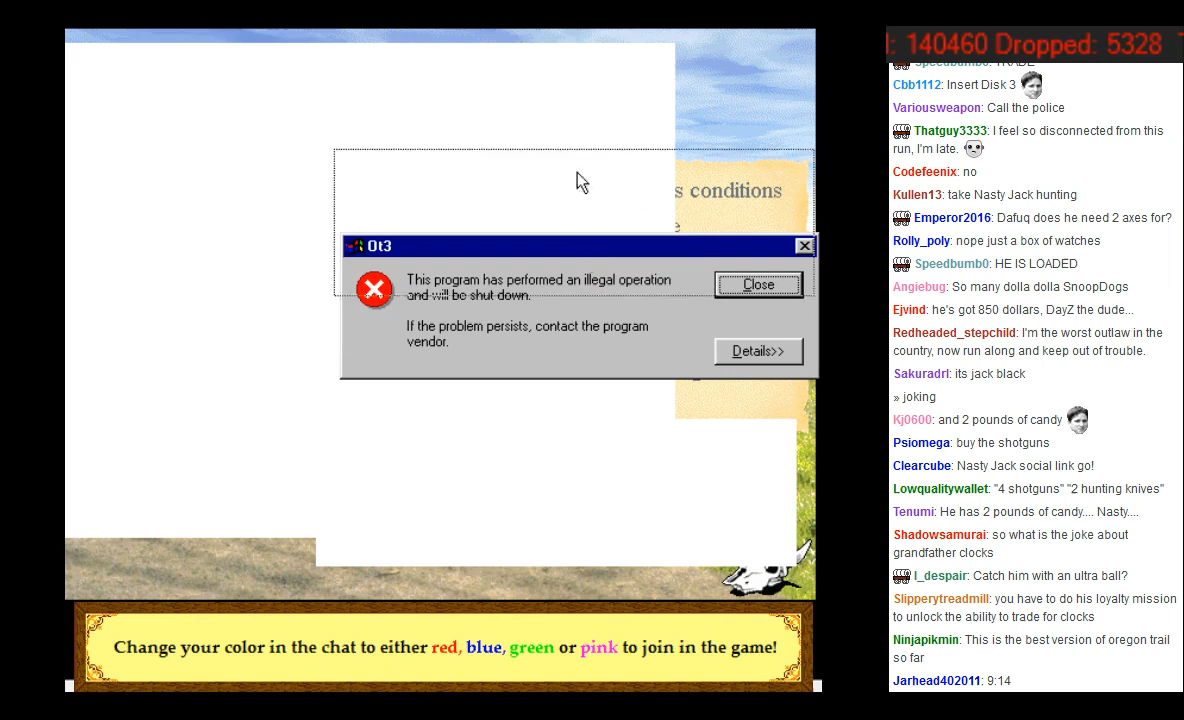 s conditions
e
Ot3
This program has performed an illegal operation
and will be shut down.
If the problem persists, contact the program
vendor.
Close
Details>>
Change your color in the chat to either red, blue, green or pink to join in the game!
: 140460 Dropped: 5328
Speedbumb0: TRADE
Cbb1112: Insert Disk 3
Variousweapon: Call the police
Thatguy3333: I feel so disconnected from this
run, I'm late.
Codefeenix: no
Kullen13: take Nasty Jack hunting
Emperor2016: Dafuq does he need 2 axes for?
Rolly_poly: nope just a box of watches
Speedbumb0: HE IS LOADED
Angiebug: So many dolla dolla SnoopDogs
Ejvind: he's got 850 dollars, DayZ the dude...
Redheaded_stepchild: I'm the worst outlaw in the
country, now run along and keep out of trouble.
Sakuradrl: its jack black
» joking
Kj0600: and 2 pounds of candy
Psiomega: buy the shotguns
Clearcube: Nasty Jack social link go!
Lowqualitywallet: "4 shotguns" "2 hunting knives"
Tenumi: He has 2 pounds of candy.... Nasty....
Shadowsamurai: so what is the joke about
grandfather clocks
I_despair: Catch him with an ultra ball?
Slipperytreadmill: you have to do his loyalty mission
to unlock the ability to trade for clocks
Ninjapikmin: This is the best version of oregon trail
so far
Jarhead402011: 9:14